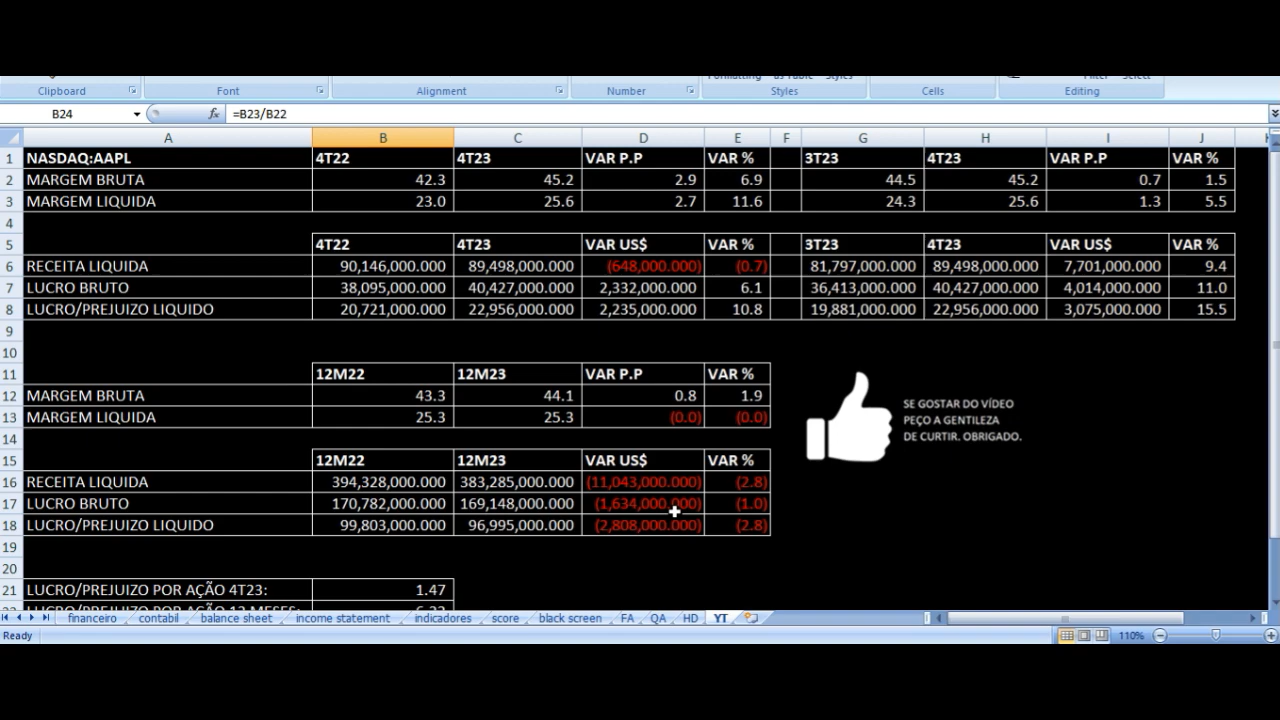 Clipboard Font Alignment Number Styles Cells Editing
B24 =B23/B22
A B C D E F G H I J
1 NASDAQ:AAPL 4T22 4T23 VAR P.P VAR % 3T23 4T23 VAR P.P VAR %
2 MARGEM BRUTA 42.3 45.2 2.9 6.9 44.5 45.2 0.7 1.5
3 MARGEM LIQUIDA 23.0 25.6 2.7 11.6 24.3 25.6 1.3 5.5
4
5 4T22 4T23 VAR US$ VAR % 3T23 4T23 VAR US$ VAR %
6 RECEITA LIQUIDA 90,146,000.000 89,498,000.000 (648,000.000) (0.7) 81,797,000.000 89,498,000.000 7,701,000.000 9.4
7 LUCRO BRUTO 38,095,000.000 40,427,000.000 2,332,000.000 6.1 36,413,000.000 40,427,000.000 4,014,000.000 11.0
8 LUCRO/PREJUIZO LIQUIDO 20,721,000.000 22,956,000.000 2,235,000.000 10.8 19,881,000.000 22,956,000.000 3,075,000.000 15.5
9
10
11 12M22 12M23 VAR P.P VAR %
12 MARGEM BRUTA 43.3 44.1 0.8 1.9
13 MARGEM LIQUIDA 25.3 25.3 (0.0) (0.0)
SE GOSTAR DO VÍDEO
PEÇO A GENTILEZA
DE CURTIR. OBRIGADO.
14
15 12M22 12M23 VAR US$ VAR %
16 RECEITA LIQUIDA 394,328,000.000 383,285,000.000 (11,043,000.000) (2.8)
17 LUCRO BRUTO 170,782,000.000 169,148,000.000 (1,634,000.000) (1.0)
18 LUCRO/PREJUIZO LIQUIDO 99,803,000.000 96,995,000.000 (2,808,000.000) (2.8)
19
20
21 LUCRO/PREJUIZO POR AÇÃO 4T23: 1.47
financeiro contabil balance sheet income statement indicadores score black screen FA QA HD YT
Ready 110%